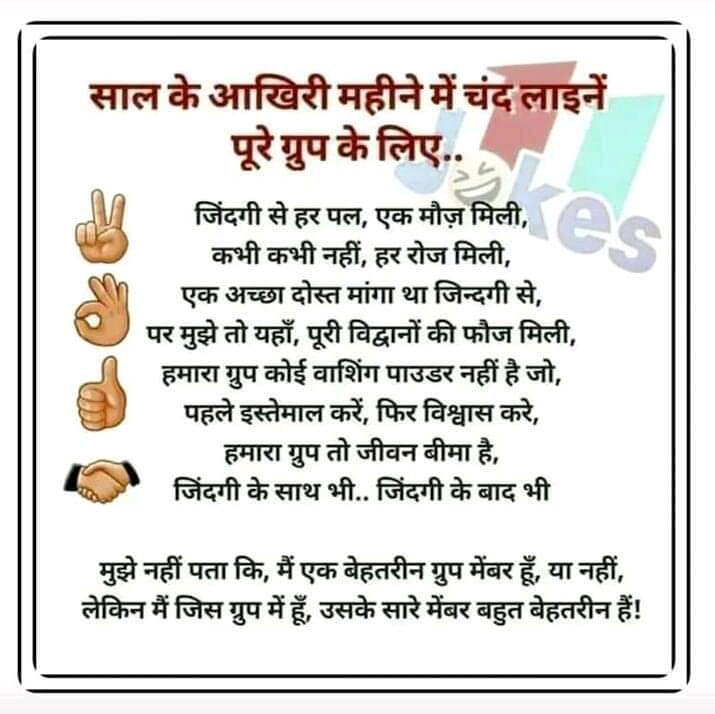 साल के आखिरी महीने में चंद लाइनें
पूरे ग्रुप के लिए..
Jokes
जिंदगी से हर पल, एक मौज़ मिली,
कभी कभी नहीं, हर रोज मिली,
एक अच्छा दोस्त मांगा था जिन्दगी से,
पर मुझे तो यहाँ, पूरी विद्वानों की फौज मिली,
हमारा ग्रुप कोई वाशिंग पाउडर नहीं है जो,
पहले इस्तेमाल करें, फिर विश्वास करे,
हमारा ग्रुप तो जीवन बीमा है,
जिंदगी के साथ भी.. जिंदगी के बाद भी
मुझे नहीं पता कि, मैं एक बेहतरीन ग्रुप मेंबर हूँ, या नहीं,
लेकिन मैं जिस ग्रुप में हूँ, उसके सारे मेंबर बहुत बेहतरीन हैं!